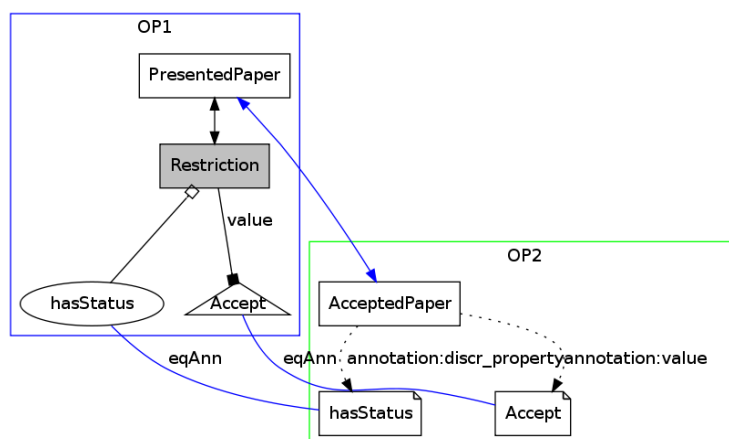 OP1
PresentedPaper
Restriction
value
OP2
hasStatus
Accept
AcceptedPaper
eqAnn
eqAnn
annotation:discr_property
annotation:value
hasStatus
Accept